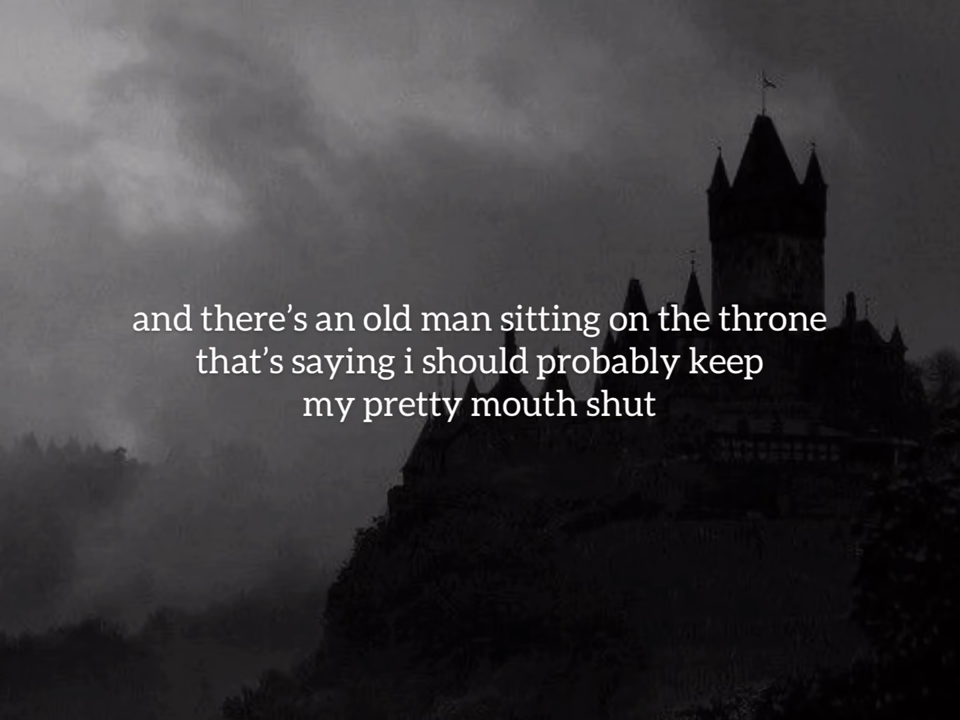 and there’s an old man sitting on the throne
that’s saying i should probably keep
my pretty mouth shut